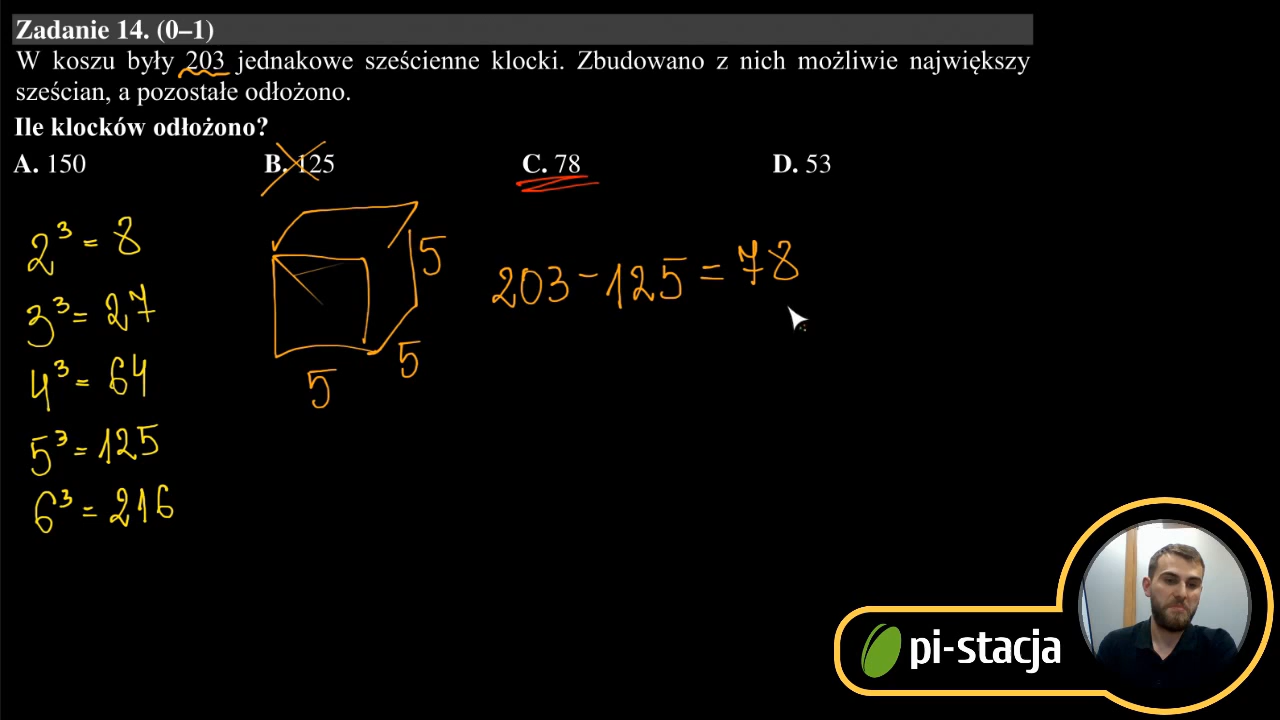 Zadanie 14. (0–1)
W koszu były 203 jednakowe sześcienne klocki. Zbudowano z nich możliwie największy
sześcian, a pozostałe odłożono.
Ile klocków odłożono?
A. 150 B. 125 C. 78 D. 53
2³ = 8
3³ = 27
4³ = 64
5³ = 125
6³ = 216
5
5
5
203 - 125 = 78
pi-stacja